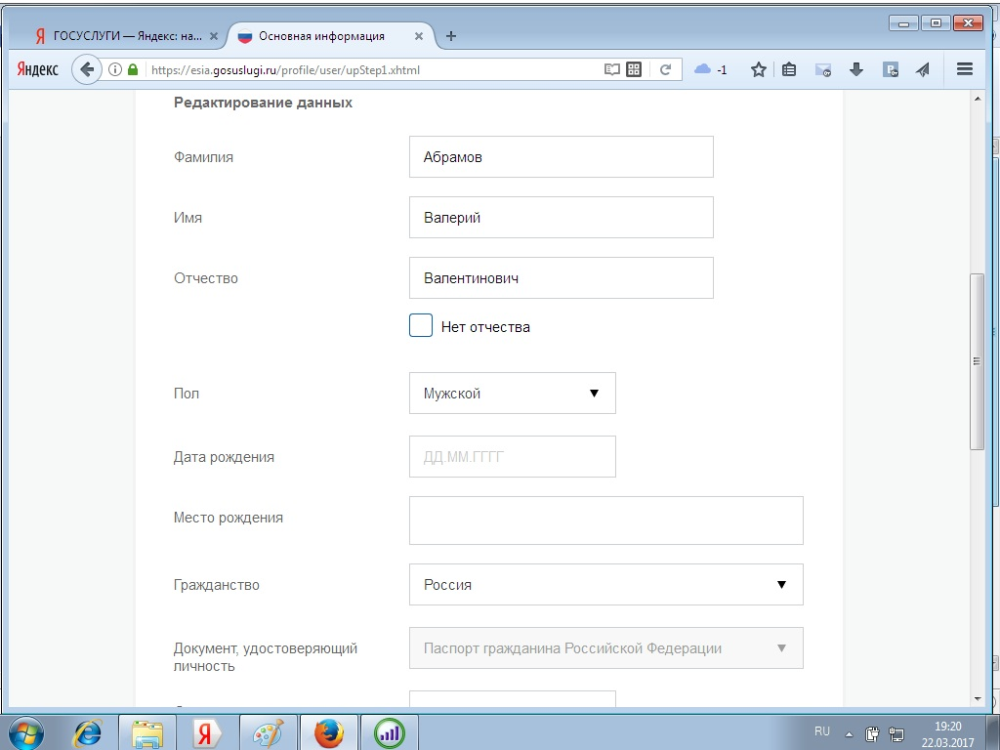 ГОСУСЛУГИ — Яндекс: на...
Основная информация
Яндекс
https://esia.gosuslugi.ru/profile/user/upStep1.xhtml
-1
Редактирование данных
Фамилия
Абрамов
Имя
Валерий
Отчество
Валентинович
Нет отчества
Пол
Мужской
Дата рождения
ДД.ММ.ГГГГ
Место рождения
Гражданство
Россия
Документ, удостоверяющий
личность
Паспорт гражданина Российской Федерации
RU
19:20
22.03.2017